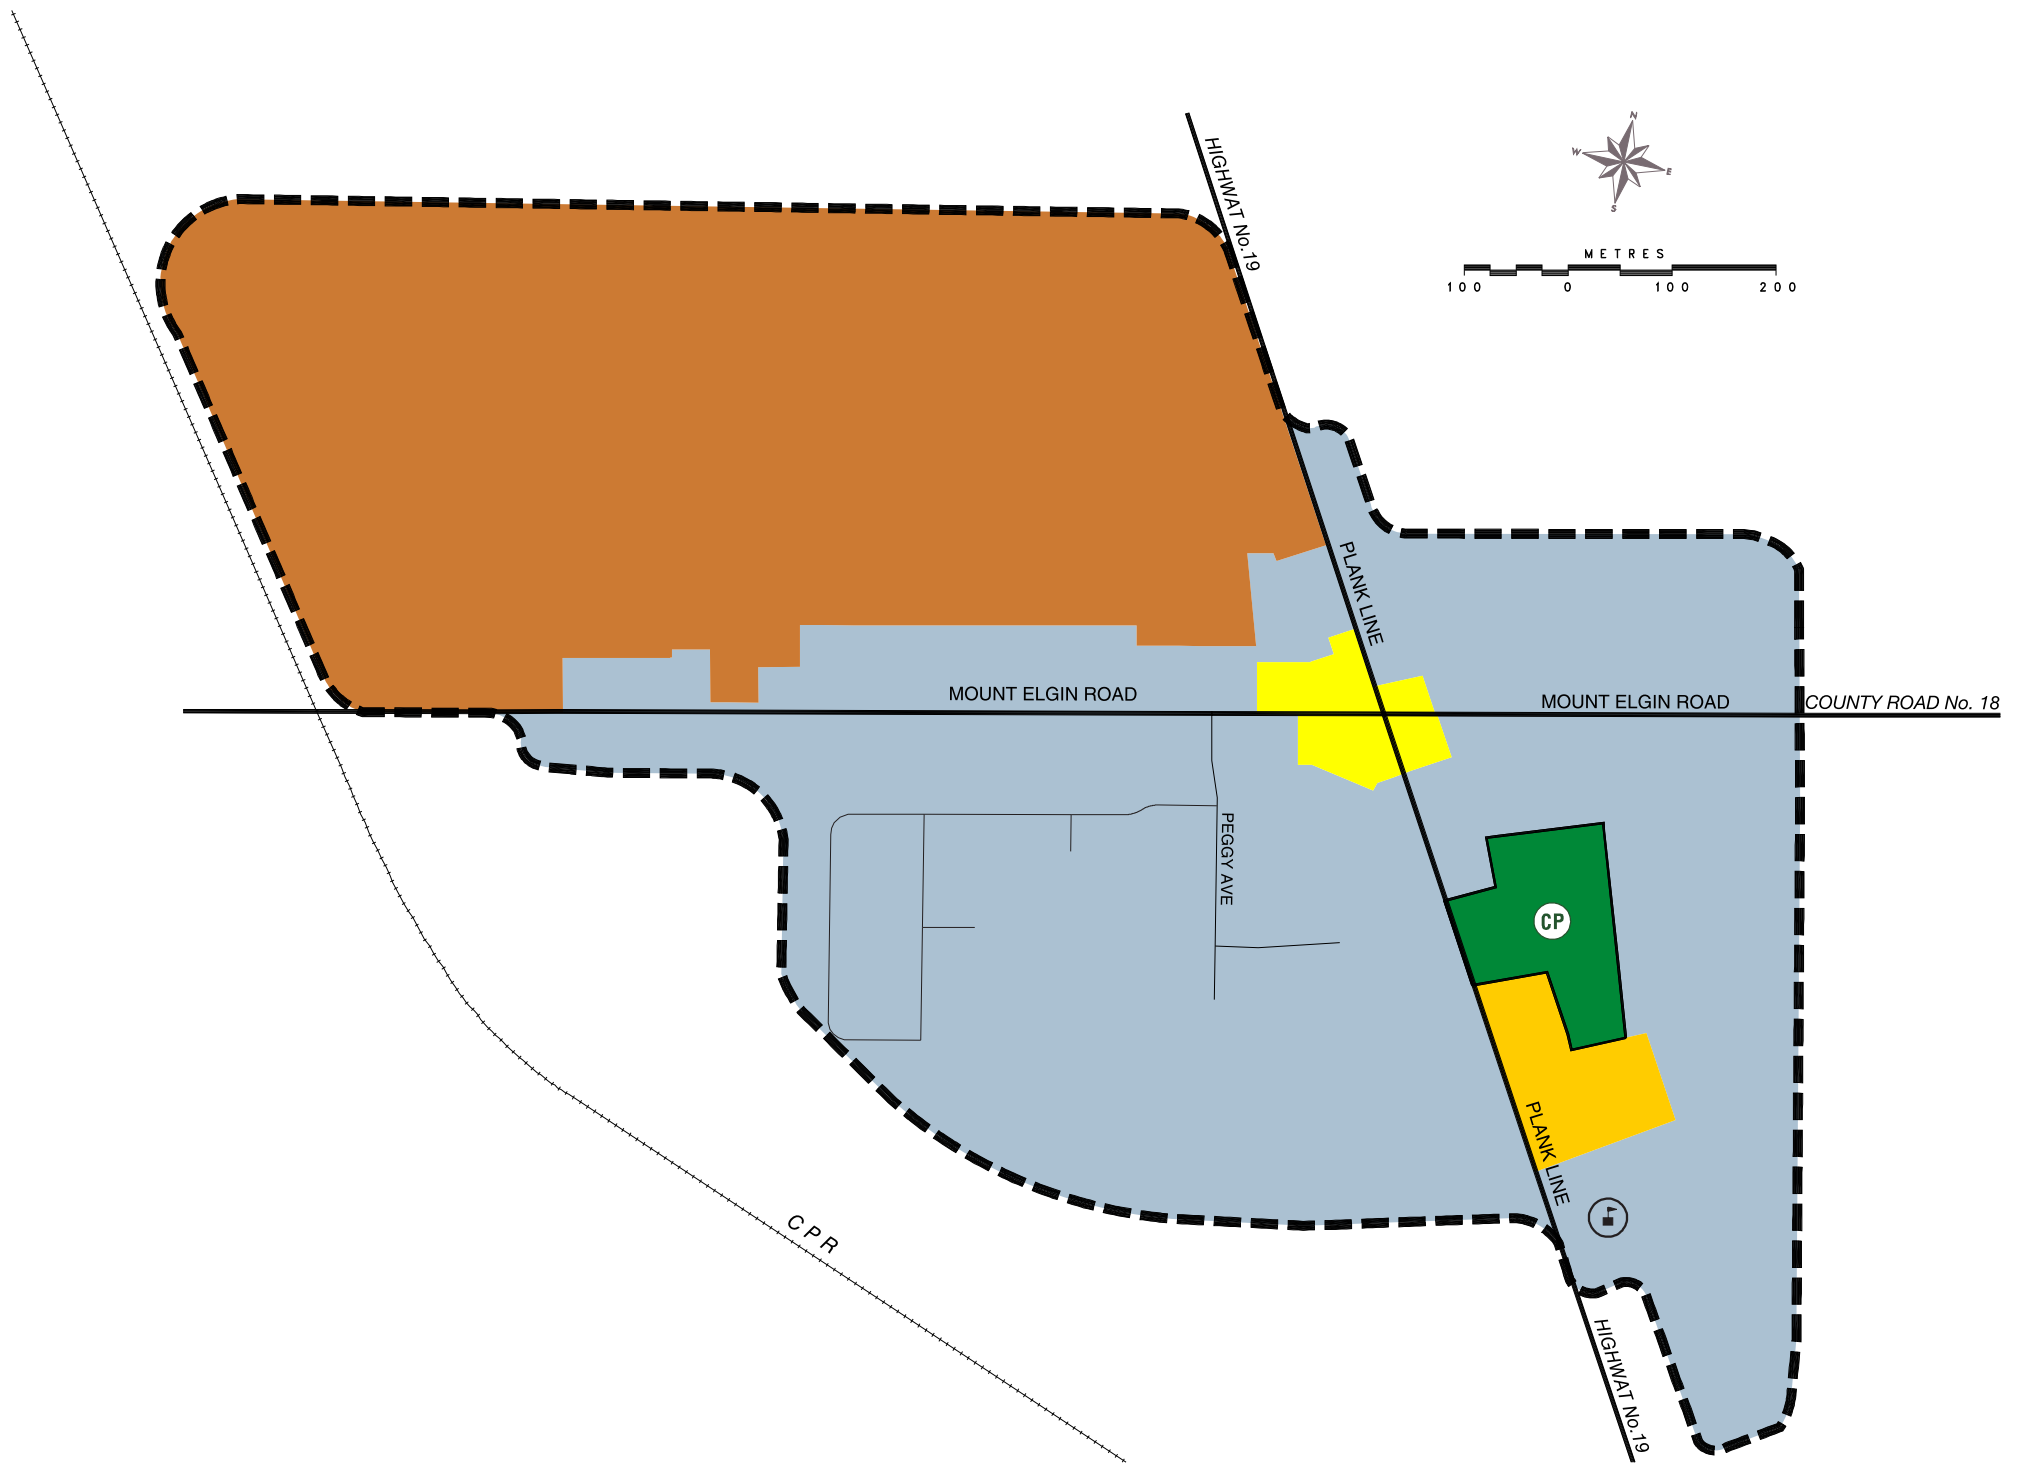 HIGHWAT No.19
N
W
E
S
METRES
100 0 100 200
PLANK LINE
MOUNT ELGIN ROAD
MOUNT ELGIN ROAD
COUNTY ROAD No. 18
PEGGY AVE
CP
PLANK LINE
CPR
HIGHWAT No.19